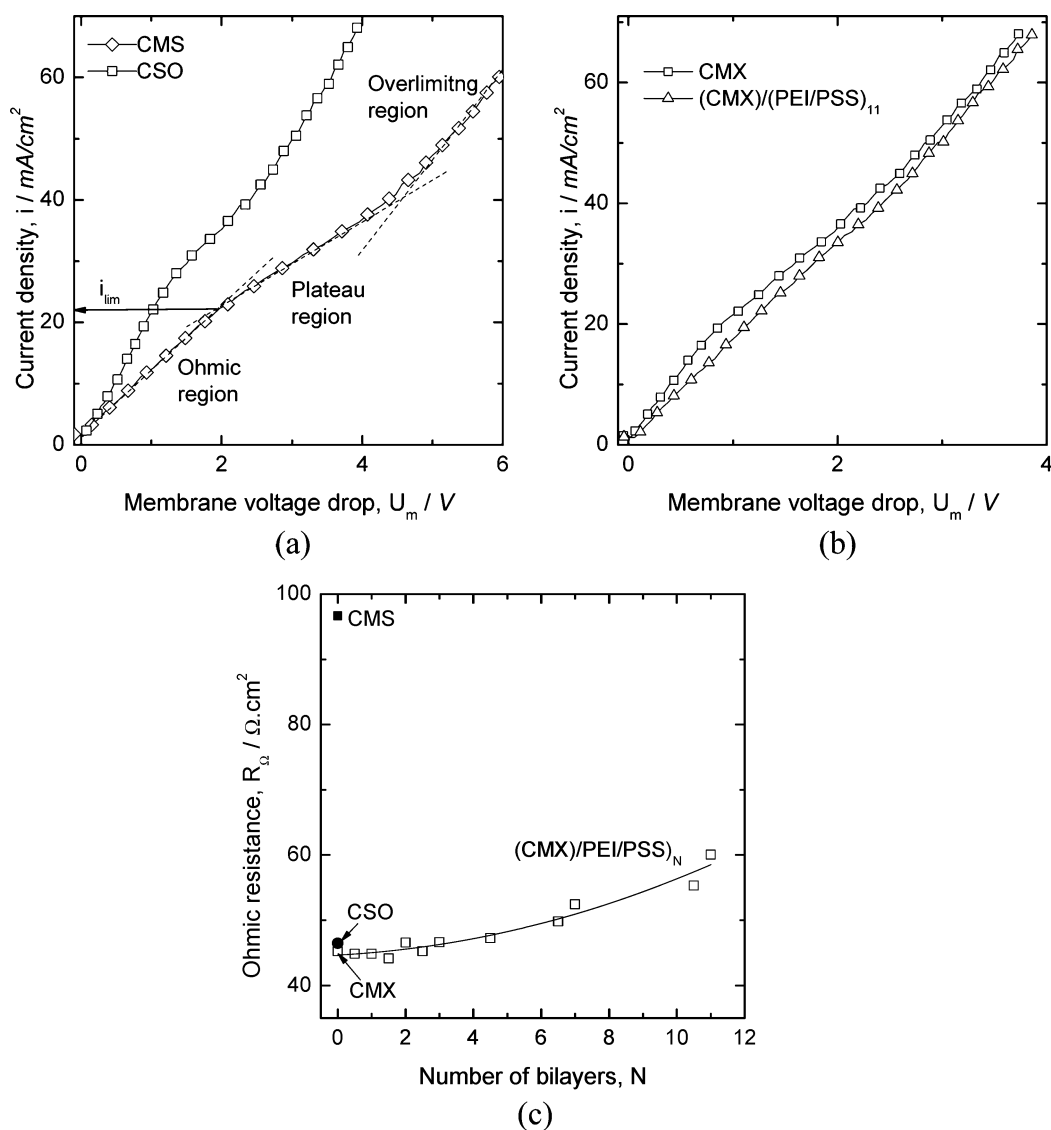 CMS
CSO
Overlimitng
region
i_lim
Plateau
region
Ohmic
region
60
40
20
0
0
2
4
6
Current density, i / mA/cm²
Membrane voltage drop, U_m / V
(a)
CMX
(CMX)/(PEI/PSS)₁₁
60
40
20
0
0
2
4
Current density, i / mA/cm²
Membrane voltage drop, U_m / V
(b)
100
80
60
40
CMS
(CMX)/PEI/PSS)_N
CSO
CMX
0
2
4
6
8
10
12
Ohmic resistance, R_Ω / Ω.cm²
Number of bilayers, N
(c)